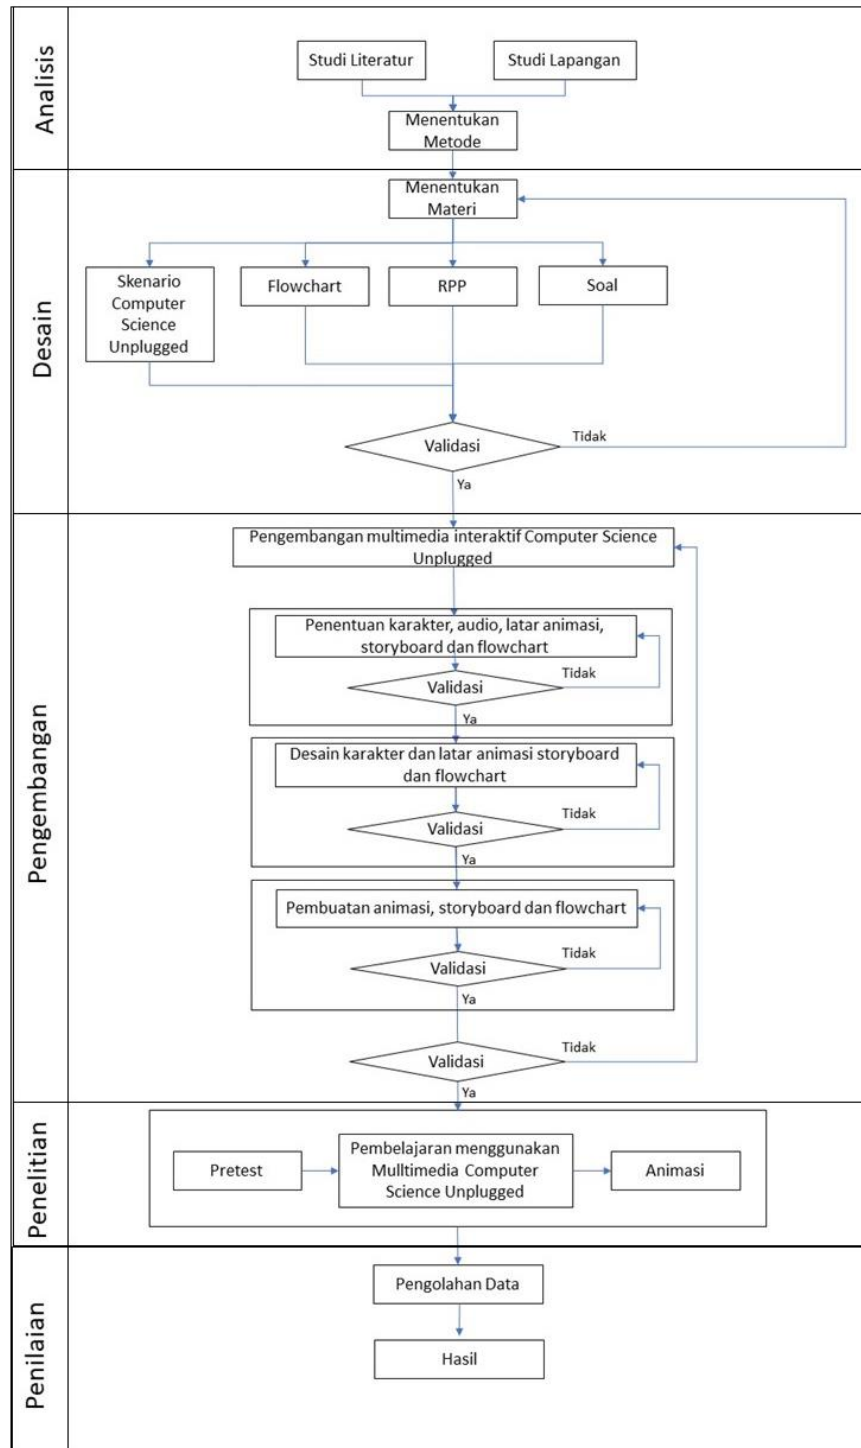 Analisis
Studi Literatur
Studi Lapangan
Menentukan
Metode
Desain
Menentukan
Materi
Skenario
Computer
Science
Unplugged
Flowchart
RPP
Soal
Validasi
Tidak
Ya
Pengembangan
Pengembangan multimedia interaktif Computer Science
Unplugged
Penentuan karakter, audio, latar animasi,
storyboard dan flowchart
Validasi
Tidak
Ya
Desain karakter dan latar animasi storyboard
dan flowchart
Validasi
Tidak
Ya
Pembuatan animasi, storyboard dan flowchart
Validasi
Tidak
Ya
Validasi
Tidak
Ya
Penelitian
Pretest
Pembelajaran menggunakan
Mulltimedia Computer
Science Unplugged
Animasi
Penilaian
Pengolahan Data
Hasil